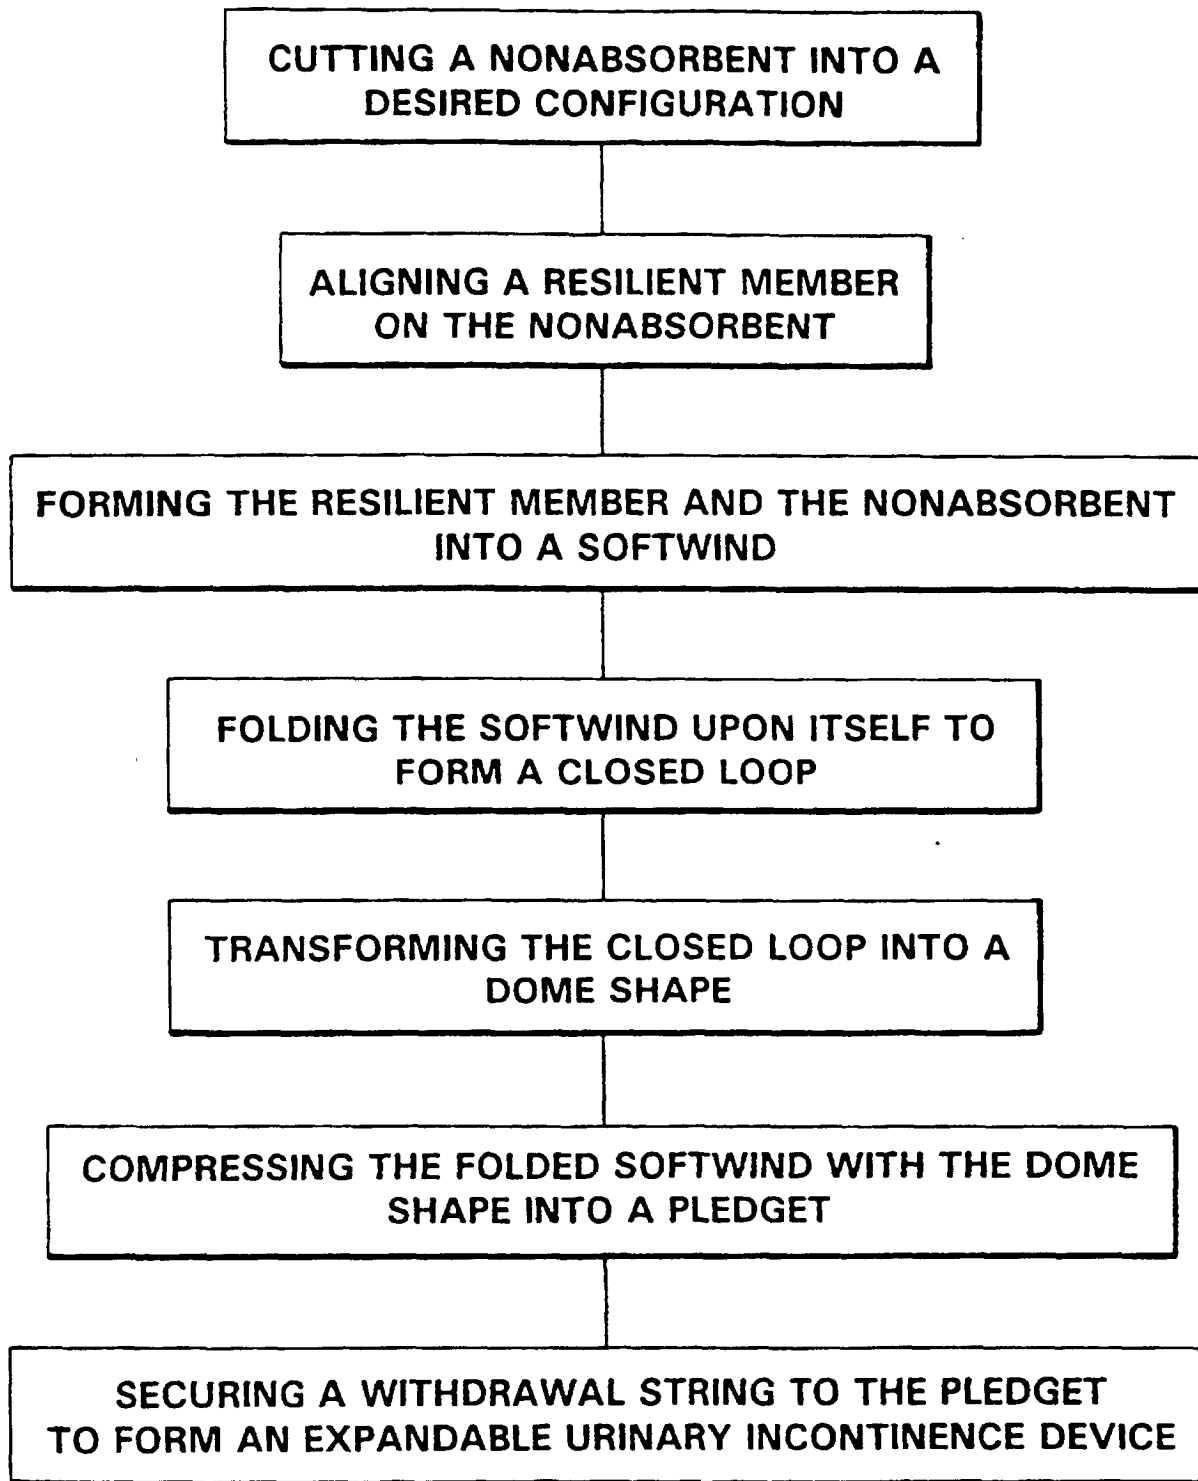 CUTTING A NONABSORBENT INTO A
DESIRED CONFIGURATION
ALIGNING A RESILIENT MEMBER
ON THE NONABSORBENT
FORMING THE RESILIENT MEMBER AND THE NONABSORBENT
INTO A SOFTWIND
FOLDING THE SOFTWIND UPON ITSELF TO
FORM A CLOSED LOOP
TRANSFORMING THE CLOSED LOOP INTO A
DOME SHAPE
COMPRESSING THE FOLDED SOFTWIND WITH THE DOME
SHAPE INTO A PLEDGET
SECURING A WITHDRAWAL STRING TO THE PLEDGET
TO FORM AN EXPANDABLE URINARY INCONTINENCE DEVICE